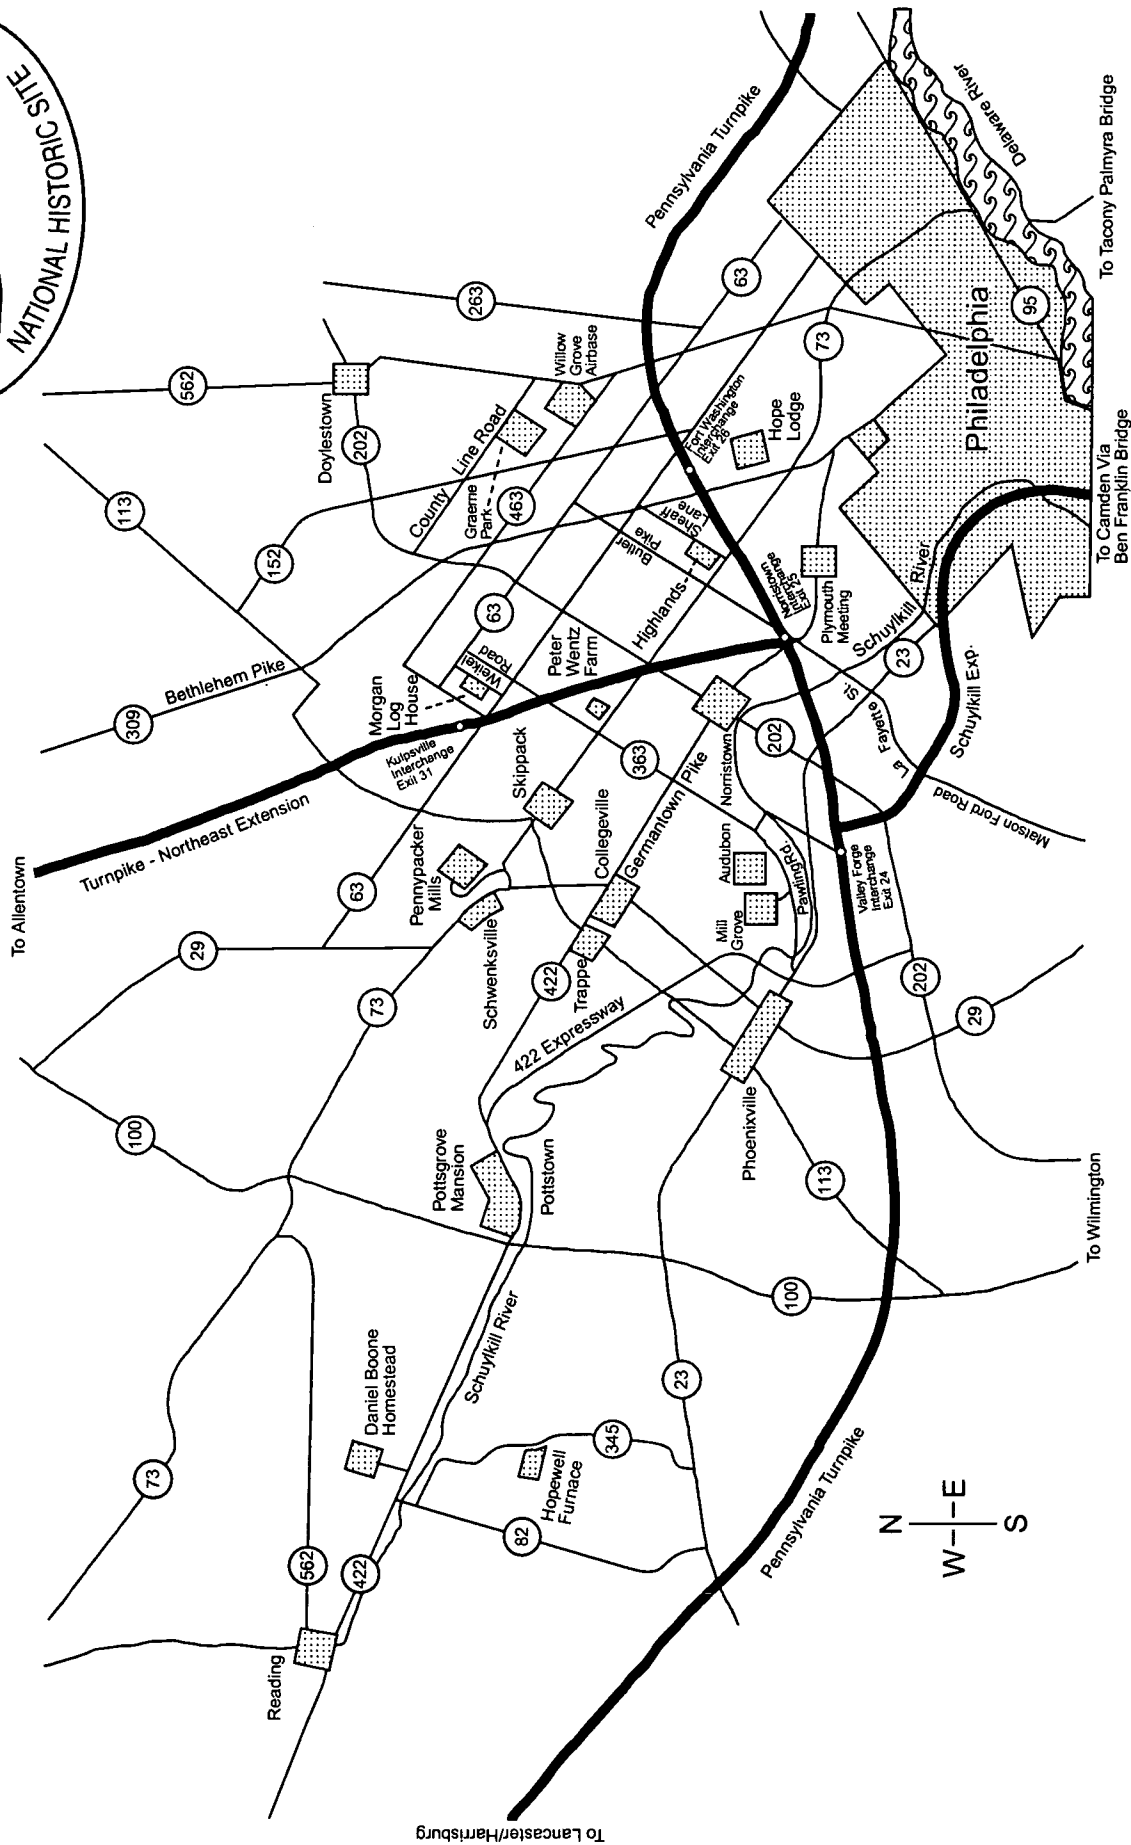 NATIONAL HISTORIC SITE
To Allentown
Turnpike - Northeast Extension
309
Bethlehem Pike
113
152
562
Doylestown
202
263
County Line Road
Graeme
Park
463
Willow
Grove
Airbase
Pennsylvania Turnpike
63
73
Fort Washington
Interchange
Exit 26
Hope
Lodge
Sheaff
Lane
Butler
Pike
Highlands
63
Weikel
Road
Morgan
Log
House
Kulpsville
Interchange
Exit 31
Peter
Wentz
Farm
Skippack
363
Norristown
Interchange
Exit 25
Plymouth
Meeting
Philadelphia
95
Delaware River
To Tacony Palmyra Bridge
To Camden Via
Ben Franklin Bridge
Schuylkill River
23
Schuylkill Exp.
La Fayette St.
Matson Ford Road
202
Norristown
Germantown Pike
Collegeville
Pennypacker
Mills
Schwenksville
63
29
73
Trappe
422
422 Expressway
Audubon
Mill
Grove
Pawling Rd.
Valley Forge
Interchange
Exit 24
202
29
Phoenixville
113
To Wilmington
100
100
Pottsgrove
Mansion
Pottstown
Schuylkill River
Daniel Boone
Homestead
23
345
Hopewell
Furnace
82
73
562
422
Reading
Pennsylvania Turnpike
To Lancaster/Harrisburg
N
W--E
S